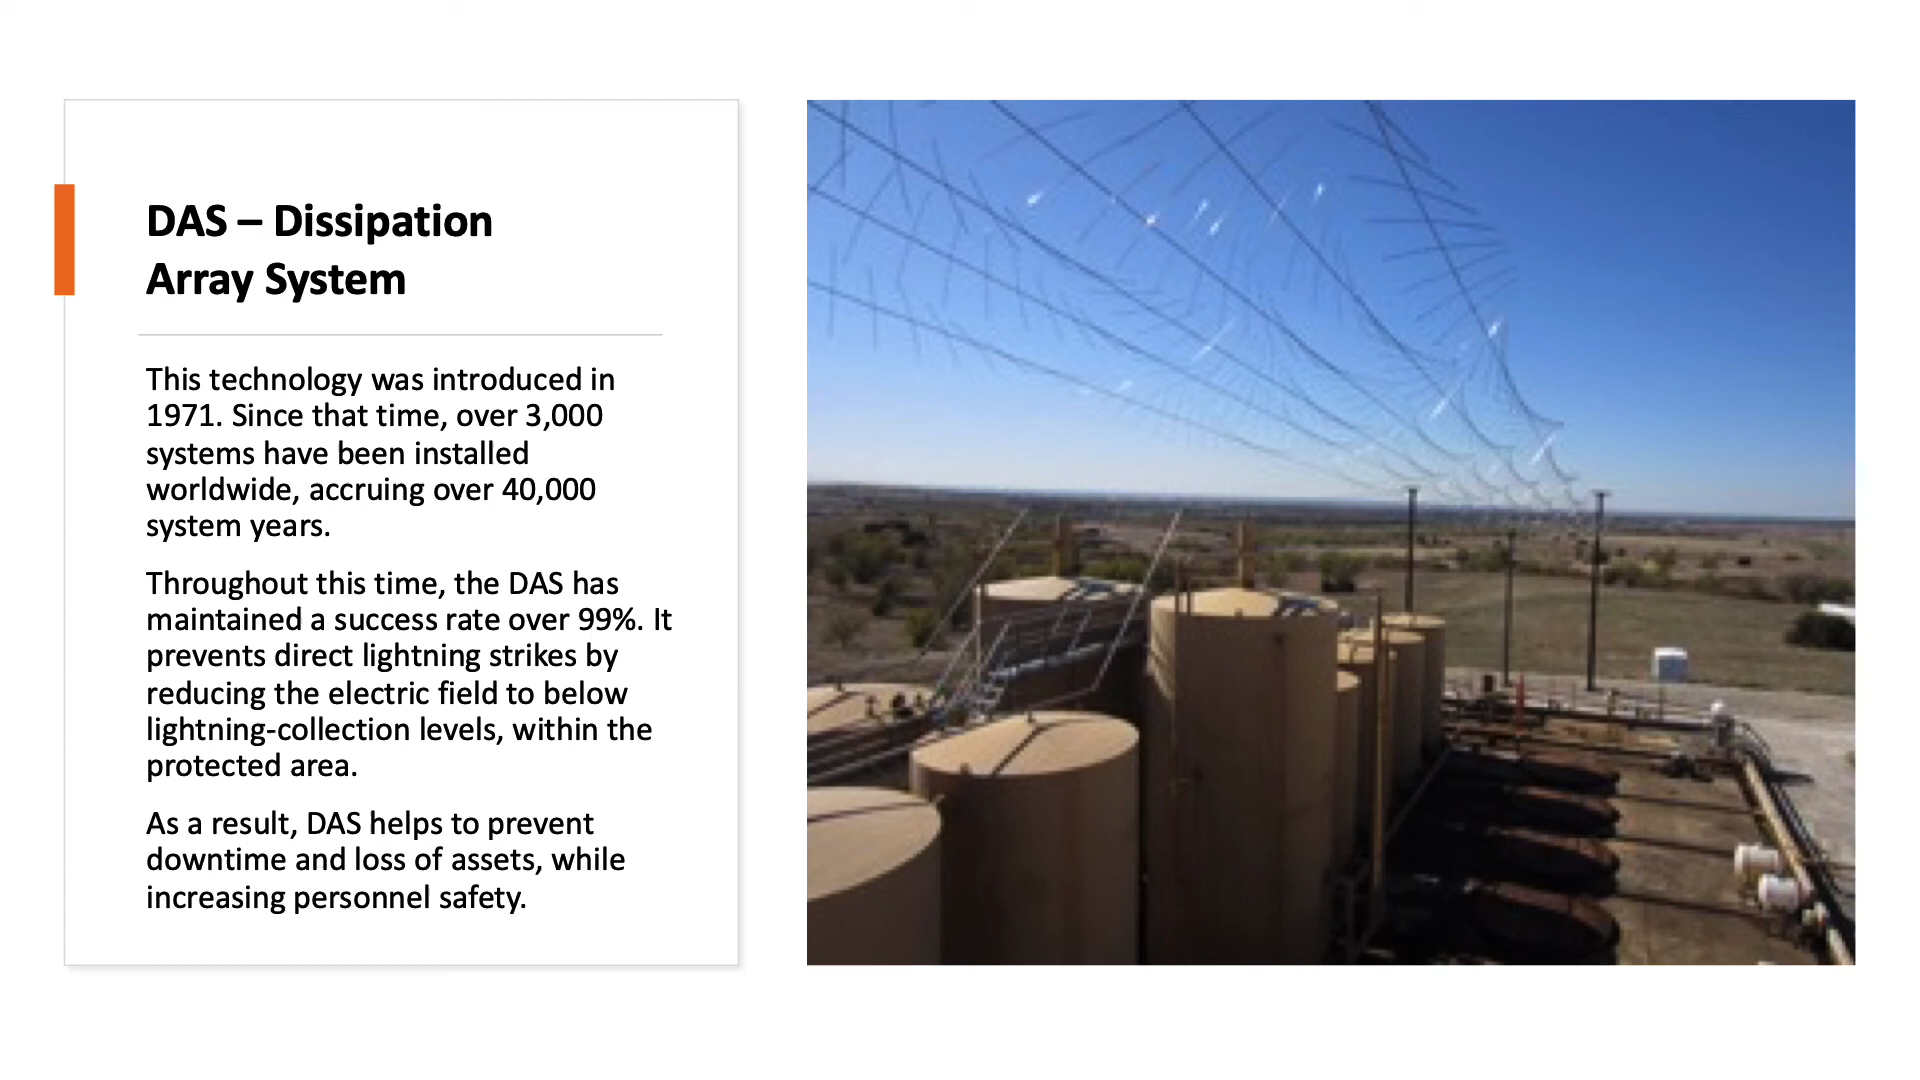 DAS – Dissipation
Array System
This technology was introduced in
1971. Since that time, over 3,000
systems have been installed
worldwide, accruing over 40,000
system years.
Throughout this time, the DAS has
maintained a success rate over 99%. It
prevents direct lightning strikes by
reducing the electric field to below
lightning-collection levels, within the
protected area.
As a result, DAS helps to prevent
downtime and loss of assets, while
increasing personnel safety.